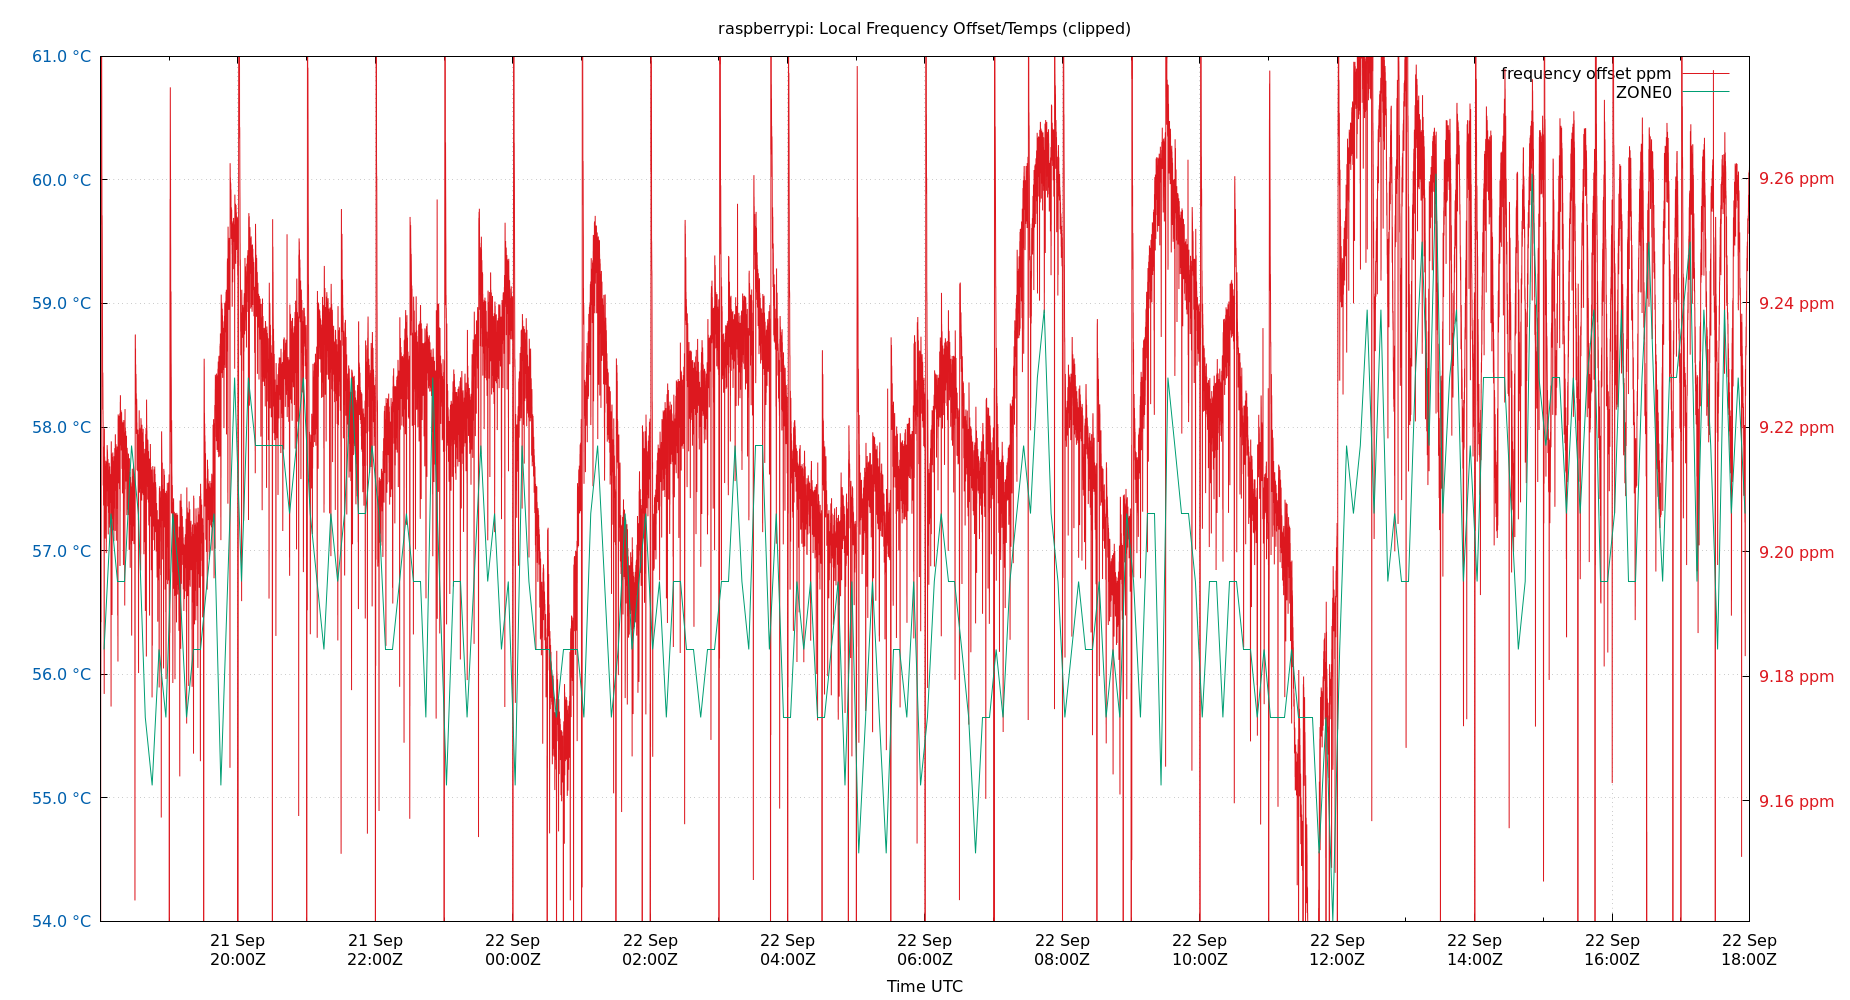 raspberrypi: Local Frequency Offset/Temps (clipped)
61.0 °C
60.0 °C
59.0 °C
58.0 °C
57.0 °C
56.0 °C
55.0 °C
54.0 °C
frequency offset ppm
ZONE0
9.26 ppm
9.24 ppm
9.22 ppm
9.20 ppm
9.18 ppm
9.16 ppm
21 Sep
20:00Z
21 Sep
22:00Z
22 Sep
00:00Z
22 Sep
02:00Z
22 Sep
04:00Z
22 Sep
06:00Z
22 Sep
08:00Z
22 Sep
10:00Z
22 Sep
12:00Z
22 Sep
14:00Z
22 Sep
16:00Z
22 Sep
18:00Z
Time UTC